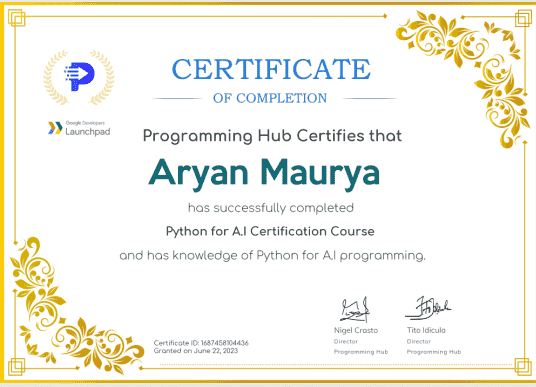 CERTIFICATE
OF COMPLETION
Google Developers
Launchpad
Programming Hub Certifies that
Aryan Maurya
has successfully completed
Python for A.I Certification Course
and has knowledge of Python for A.I programming.
Nigel Crasto
Director
Programming Hub
Tito Idicula
Director
Programming Hub
Certificate ID: 1687458104436
Granted on June 22, 2023